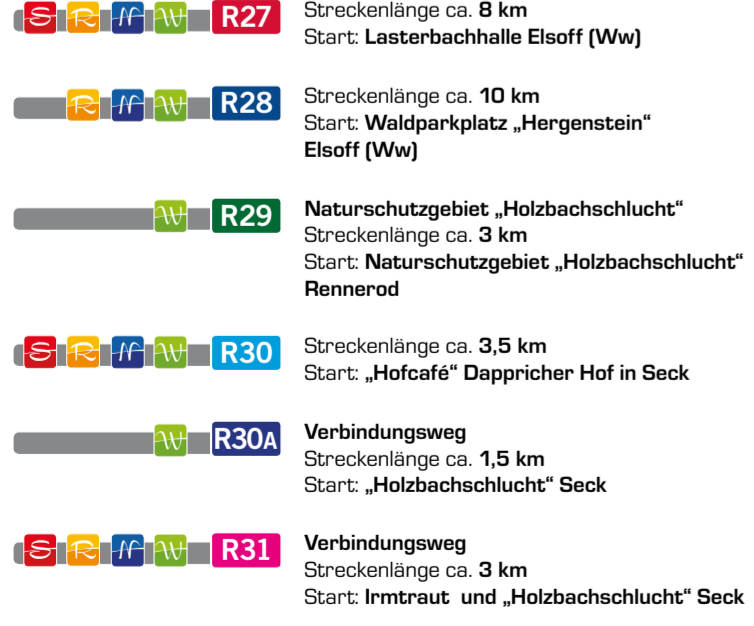 S R N W R27 Streckenlänge ca. 8 km
Start: Lasterbachhalle Elsoff (Ww)
R N W R28 Streckenlänge ca. 10 km
Start: Waldparkplatz „Hergenstein“
Elsoff (Ww)
W R29 Naturschutzgebiet „Holzbachschlucht“
Streckenlänge ca. 3 km
Start: Naturschutzgebiet „Holzbachschlucht“
Rennerod
S R N W R30 Streckenlänge ca. 3,5 km
Start: „Hofcafé“ Dappricher Hof in Seck
W R30A Verbindungsweg
Streckenlänge ca. 1,5 km
Start: „Holzbachschlucht“ Seck
S R N W R31 Verbindungsweg
Streckenlänge ca. 3 km
Start: Irmtraut und „Holzbachschlucht“ Seck